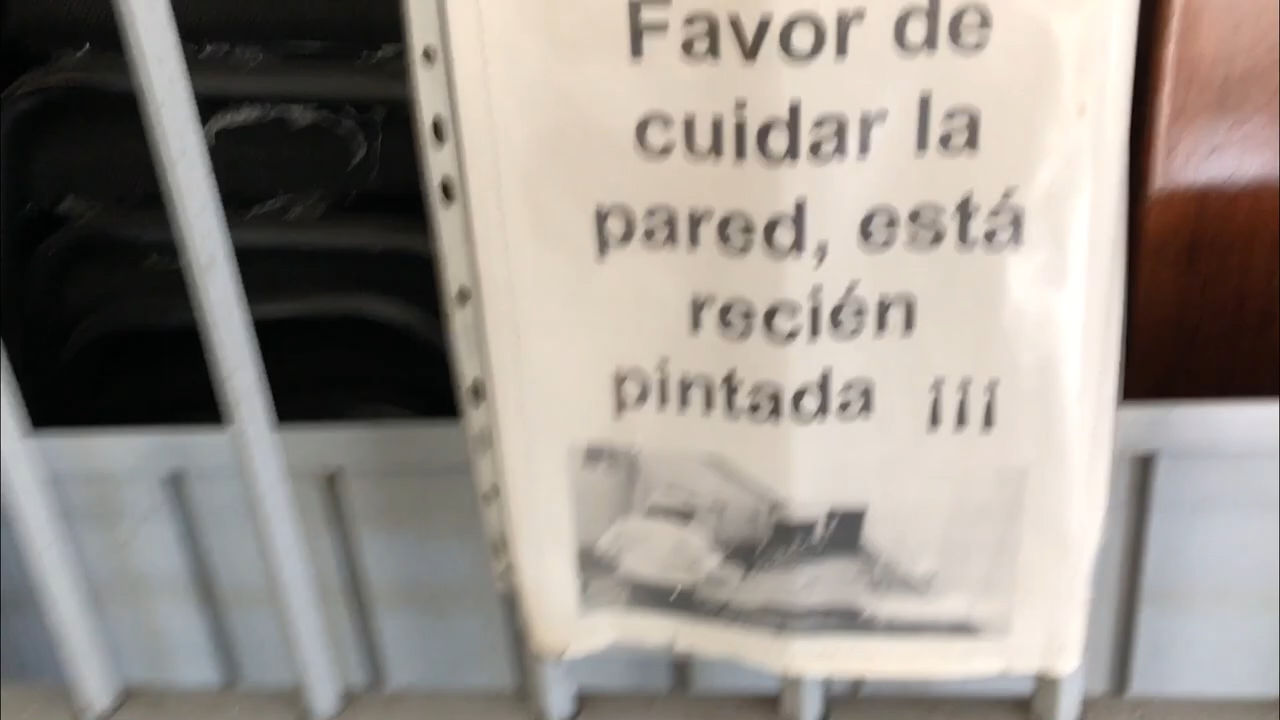 Favor de
cuidar la
pared, está
recién
pintada ¡¡¡